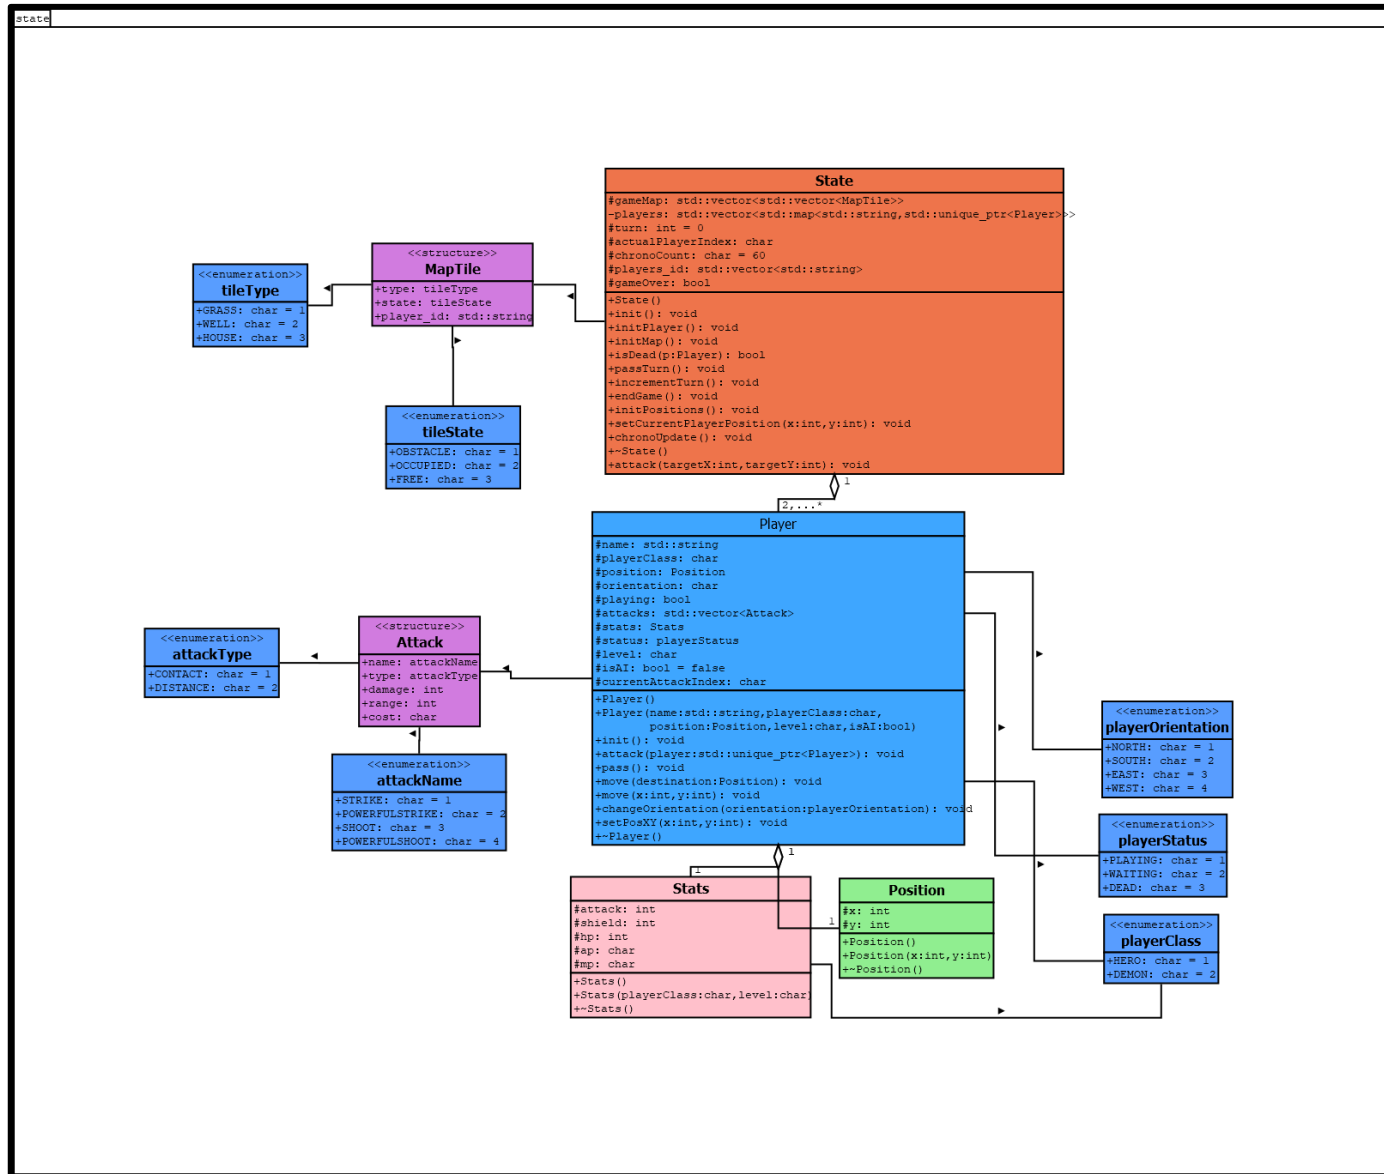 state
State
#gameMap: std::vector<std::vector<MapTile>>
-players: std::vector<std::map<std::string,std::unique_ptr<Player>>>
#turn: int = 0
#actualPlayerIndex: char
#chronoCount: char = 60
#players_id: std::vector<std::string>
#gameOver: bool
+State()
+init(): void
+initPlayer(): void
+initMap(): void
+isDead(p:Player): bool
+passTurn(): void
+incrementTurn(): void
+endGame(): void
+initPositions(): void
+setCurrentPlayerPosition(x:int,y:int): void
+chronoUpdate(): void
+~State()
+attack(targetX:int,targetY:int): void
<<structure>>
MapTile
+type: tileType
+state: tileState
+player_id: std::string
<<enumeration>>
tileType
+GRASS: char = 1
+WELL: char = 2
+HOUSE: char = 3
<<enumeration>>
tileState
+OBSTACLE: char = 1
+OCCUPIED: char = 2
+FREE: char = 3
1
2,...*
Player
#name: std::string
#playerClass: char
#position: Position
#orientation: char
#playing: bool
#attacks: std::vector<Attack>
#stats: Stats
#status: playerStatus
#level: char
#isAI: bool = false
#currentAttackIndex: char
+Player()
+Player(name:std::string,playerClass:char,
position:Position,level:char,isAI:bool)
+init(): void
+attack(player:std::unique_ptr<Player>): void
+pass(): void
+move(destination:Position): void
+move(x:int,y:int): void
+changeOrientation(orientation:playerOrientation): void
+setPosXY(x:int,y:int): void
+~Player()
<<structure>>
Attack
+name: attackName
+type: attackType
+damage: int
+range: int
+cost: char
<<enumeration>>
attackType
+CONTACT: char = 1
+DISTANCE: char = 2
<<enumeration>>
attackName
+STRIKE: char = 1
+POWERFULSTRIKE: char = 2
+SHOOT: char = 3
+POWERFULSHOOT: char = 4
<<enumeration>>
playerOrientation
+NORTH: char = 1
+SOUTH: char = 2
+EAST: char = 3
+WEST: char = 4
<<enumeration>>
playerStatus
+PLAYING: char = 1
+WAITING: char = 2
+DEAD: char = 3
<<enumeration>>
playerClass
+HERO: char = 1
+DEMON: char = 2
1
1
Stats
#attack: int
#shield: int
#hp: int
#ap: char
#mp: char
+Stats()
+Stats(playerClass:char,level:char)
+~Stats()
1
Position
#x: int
#y: int
+Position()
+Position(x:int,y:int)
+~Position()